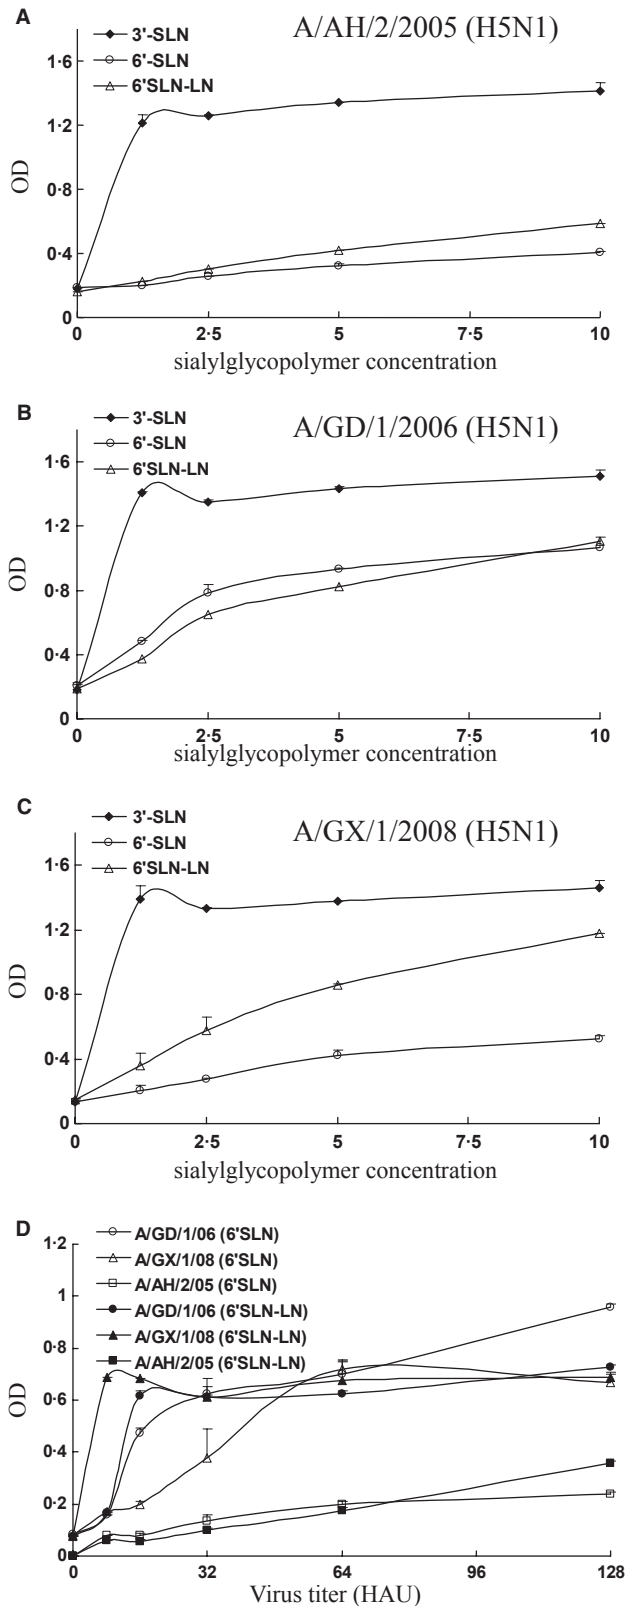 A
A/AH/2/2005 (H5N1)
3'-SLN
6'-SLN
6'SLN-LN
1·6
1·2
0·8
0·4
0
OD
0 2·5 5 7·5 10
sialylglycopolymer concentration
B
A/GD/1/2006 (H5N1)
3'-SLN
6'-SLN
6'SLN-LN
1·6
1·2
0·8
0·4
0
OD
0 2·5 5 7·5 10
sialylglycopolymer concentration
C
A/GX/1/2008 (H5N1)
3'-SLN
6'-SLN
6'SLN-LN
1·6
1·2
0·8
0·4
0
OD
0 2·5 5 7·5 10
sialylglycopolymer concentration
D
A/GD/1/06 (6'SLN)
A/GX/1/08 (6'SLN)
A/AH/2/05 (6'SLN)
A/GD/1/06 (6'SLN-LN)
A/GX/1/08 (6'SLN-LN)
A/AH/2/05 (6'SLN-LN)
1·2
1
0·8
0·6
0·4
0·2
0
OD
0 32 64 96 128
Virus titer (HAU)